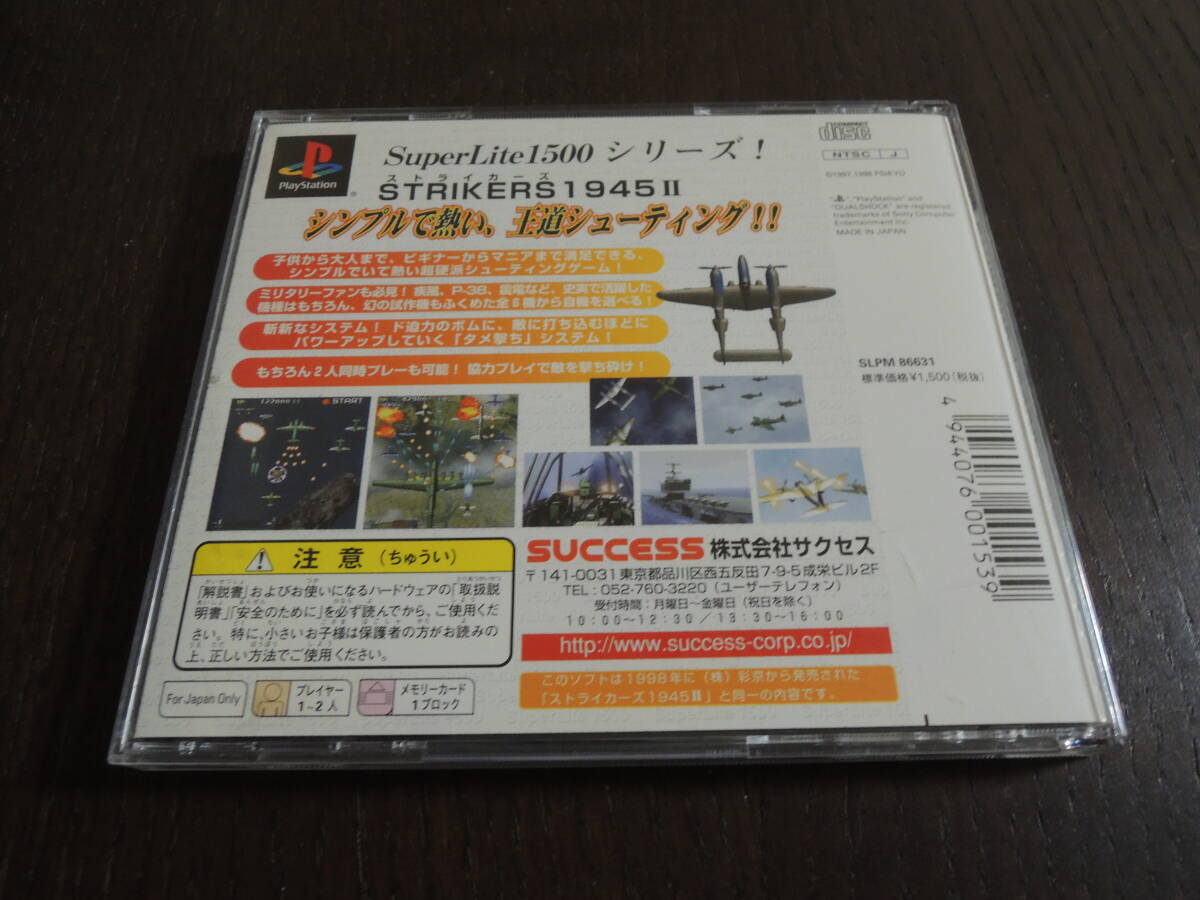 PlayStation
SuperLite1500 シリーズ！
ストライカーズ
STRIKERS1945II
シンプルで熱い、王道シューティング！！
子供から大人まで、ビギナーからマニアまで満足できる、
シンプルでいて熱い超硬派シューティングゲーム！
ミリタリーファンも必見！疾風、P-38、震電など、史実で活躍した
機種はもちろん、幻の試作機もふくめた全6機から自機を選べる！
斬新なシステム！ド迫力のボムに、敵に打ち込むほどに
パワーアップしていく「タメ撃ち」システム！
もちろん2人同時プレーも可能！協力プレイで敵を撃ち砕け！
COMPACT
disc
NTSC J
©1997,1998 PSIKYO
"", "PlayStation" and
"DUALSHOCK" are registered
trademarks of Sony Computer
Entertainment Inc.
MADE IN JAPAN
SLPM 86631
標準価格¥1,500(税抜)
4 944076 001539
START
SUCCESS 株式会社サクセス
〒141-0031東京都品川区西五反田7-9-5成栄ビル2F
TEL：052-760-3220（ユーザーテレフォン）
受付時間：月曜日〜金曜日（祝日を除く）
10:00〜12:30／13:30〜16:00
http://www.success-corp.co.jp/
このソフトは1998年に（株）彩京から発売された
「ストライカーズ1945II」と同一の内容です。
注意（ちゅうい）
「解説書」およびお使いになるハードウェアの「取扱説
明書」「安全のために」を必ず読んでから、ご使用くだ
さい。特に、小さいお子様は保護者の方がお読みの
上、正しい方法でご使用ください。
For Japan Only
プレイヤー
1〜2人
メモリーカード
1ブロック